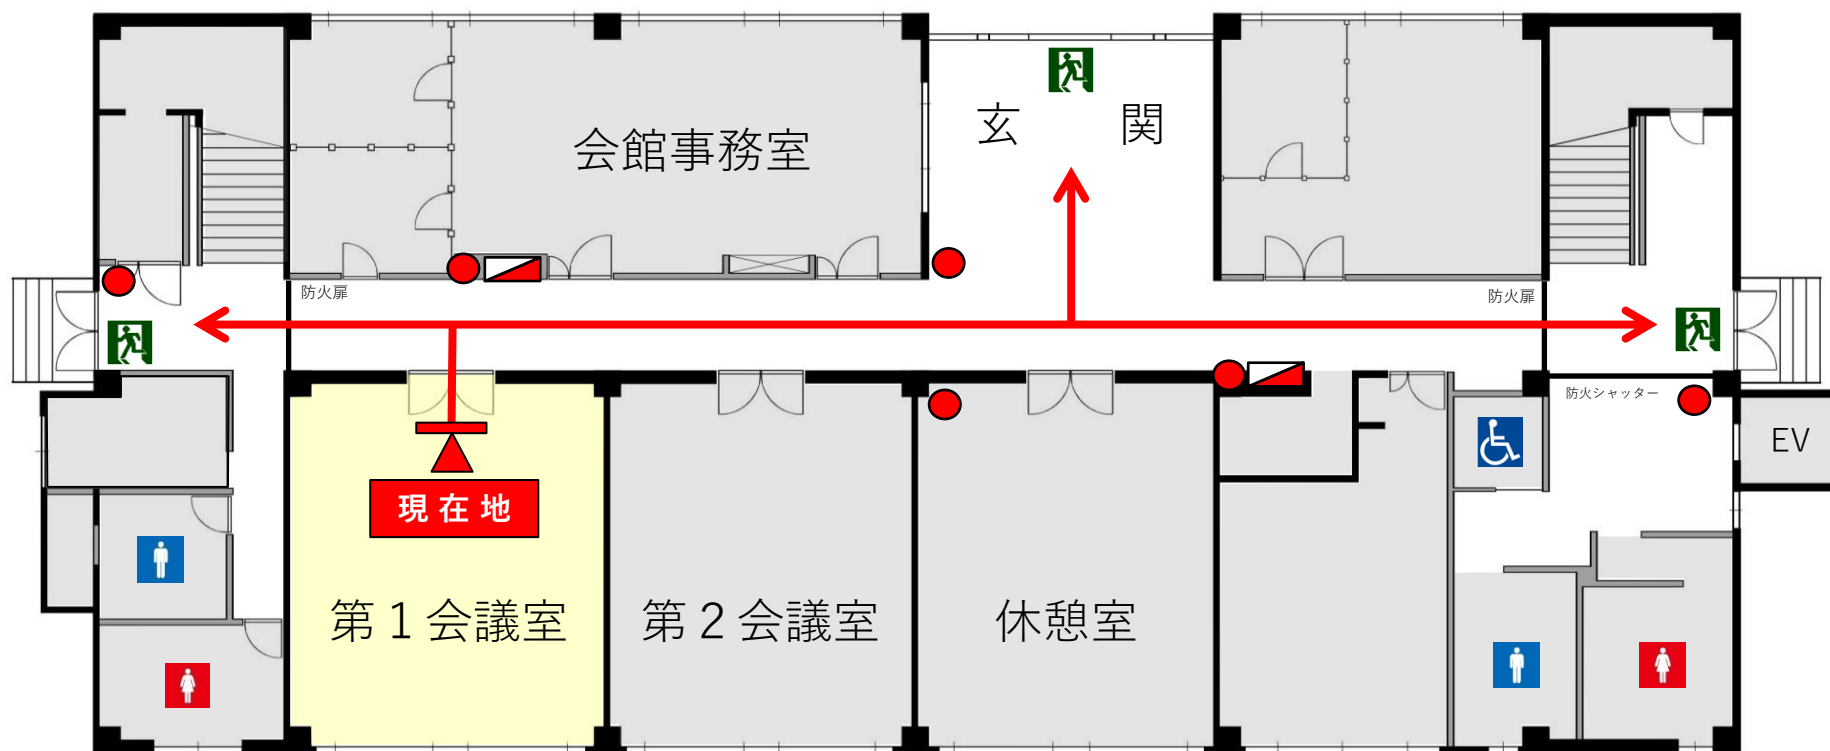 玄　関
会館事務室
防火扉
防火扉
防火シャッター
EV
現在地
第１会議室
第２会議室
休憩室